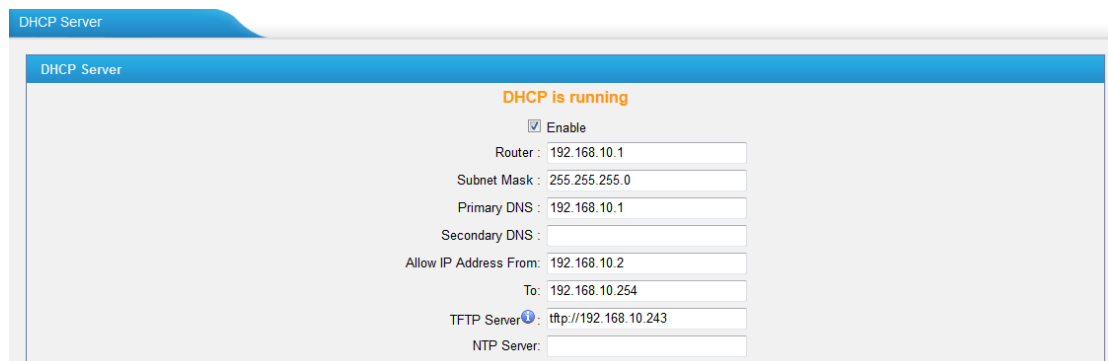 DHCP Server
DHCP Server
DHCP is running
Enable
Router : 192.168.10.1
Subnet Mask : 255.255.255.0
Primary DNS : 192.168.10.1
Secondary DNS :
Allow IP Address From: 192.168.10.2
To: 192.168.10.254
TFTP Server i : tftp://192.168.10.243
NTP Server: